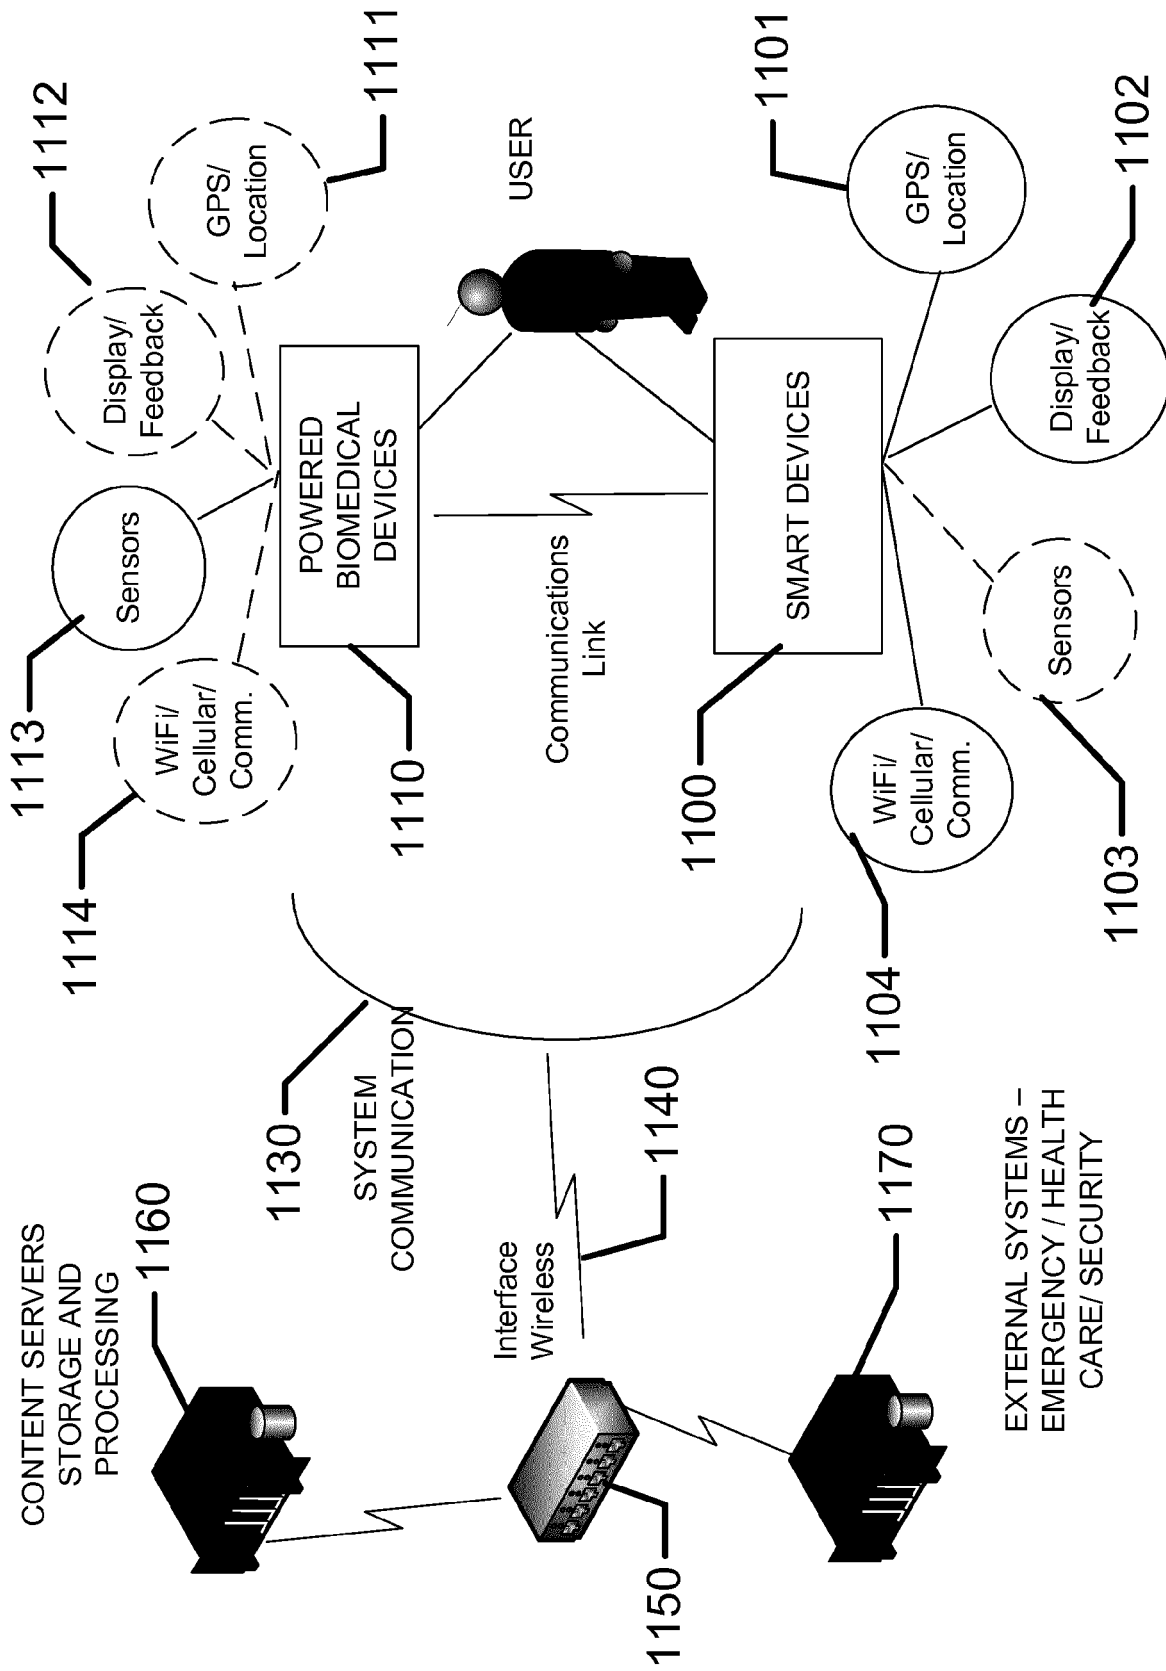 CONTENT SERVERS
STORAGE AND
PROCESSING
1160
1150
Interface
Wireless
1140
1170
EXTERNAL SYSTEMS –
EMERGENCY / HEALTH
CARE/ SECURITY
1130
SYSTEM
COMMUNICATION
1114
WiFi/
Cellular/
Comm.
1113
Sensors
1112
Display/
Feedback
1111
GPS/
Location
1110
POWERED
BIOMEDICAL
DEVICES
USER
Communications
Link
1100
SMART DEVICES
1101
GPS/
Location
1102
Display/
Feedback
1103
Sensors
1104
WiFi/
Cellular/
Comm.